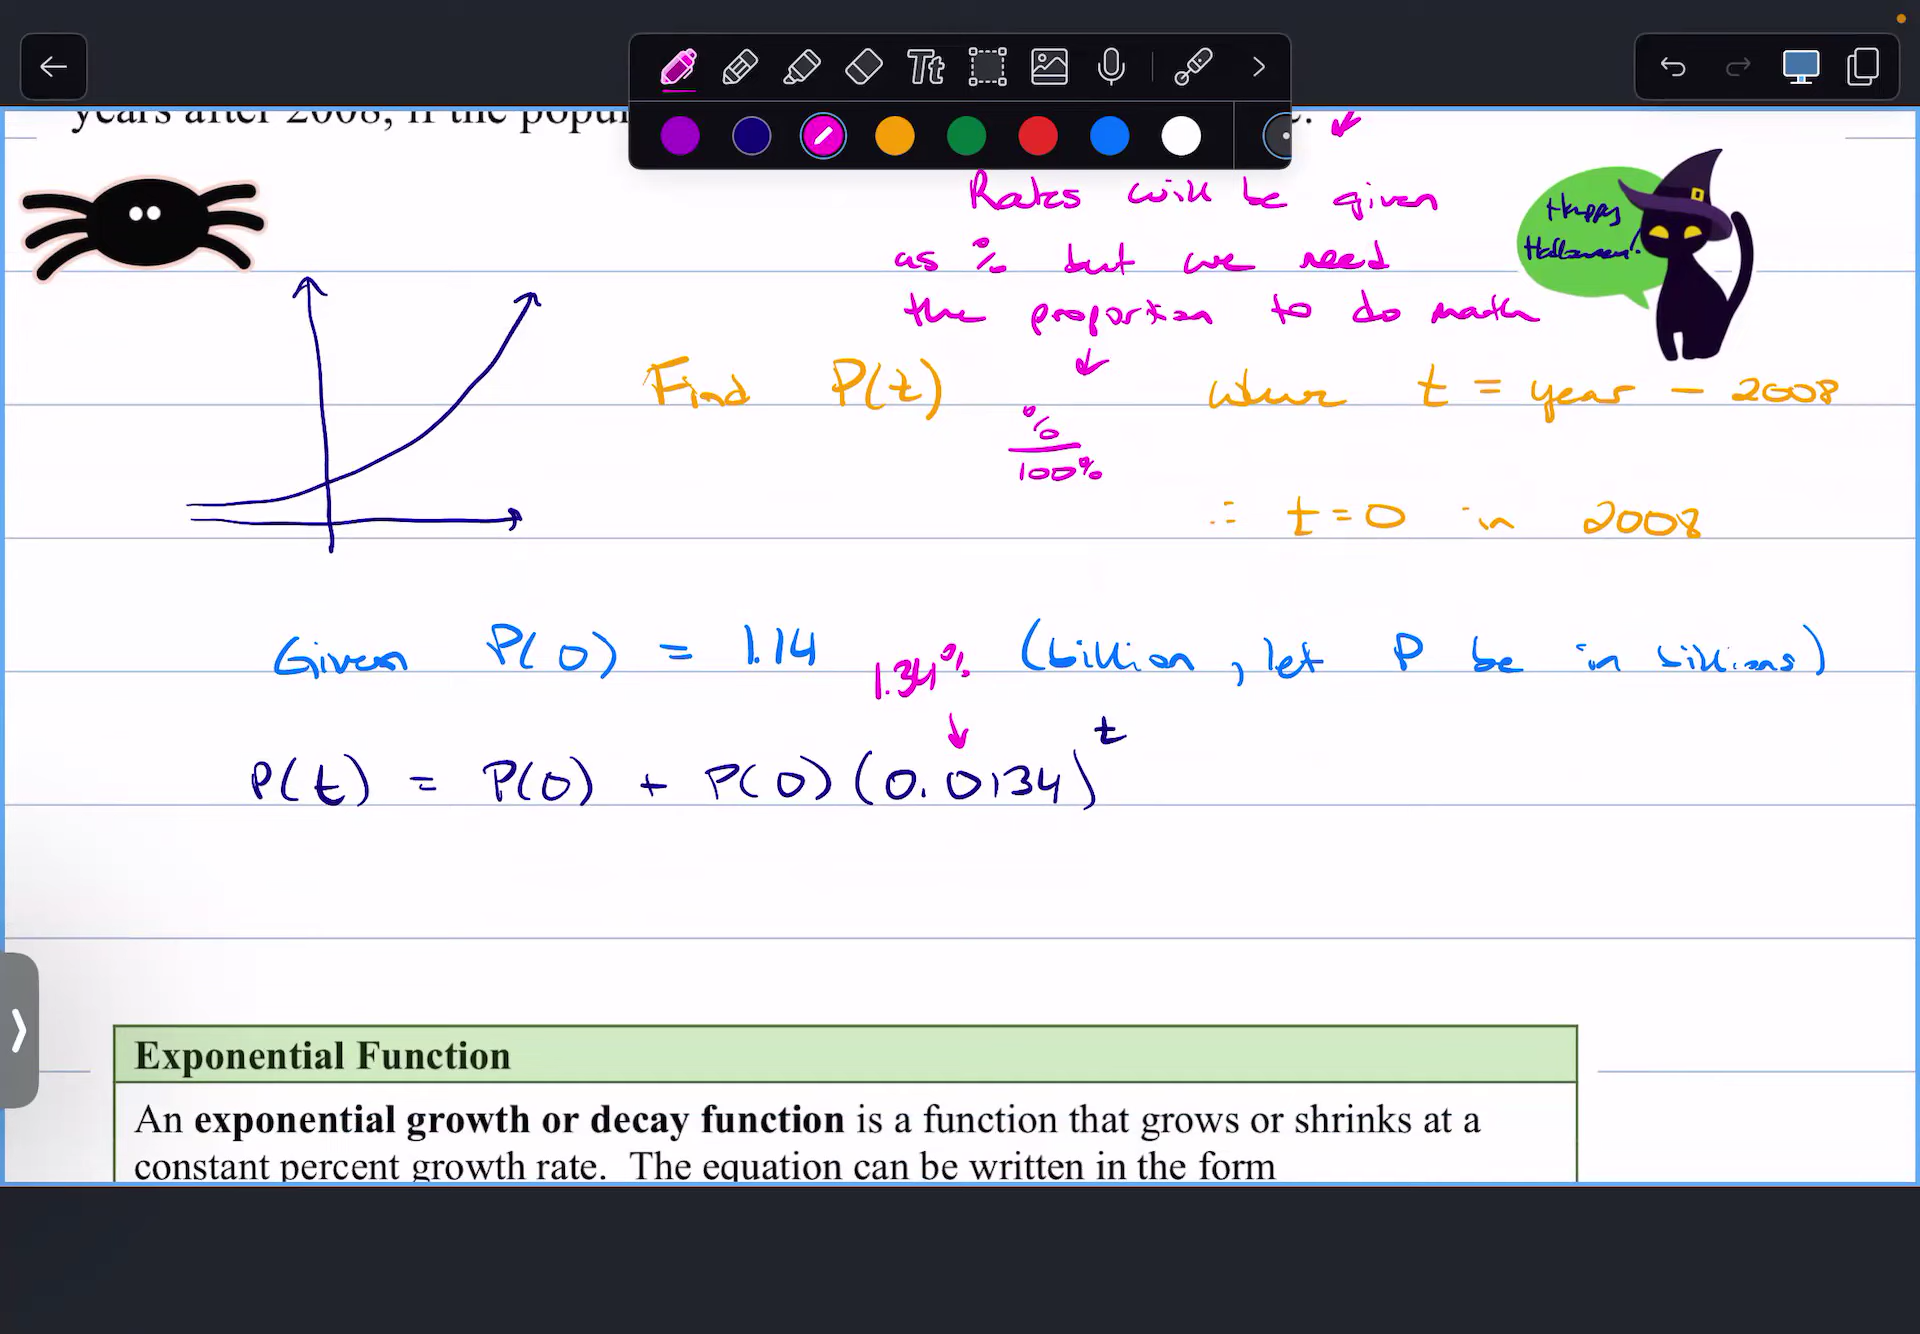 years after 2008, if the popu
Tt
Rates will be given
as % but we need
the proportion to do math
Happy
Halloween!
Find P(t) where t = year - 2008
%
100%
∴ t=0 in 2008
Given P(0) = 1.14 (billion, let P be in billions)
1.34%
P(t) = P(0) + P(0)(0.0134)^t
Exponential Function
An exponential growth or decay function is a function that grows or shrinks at a
constant percent growth rate. The equation can be written in the form